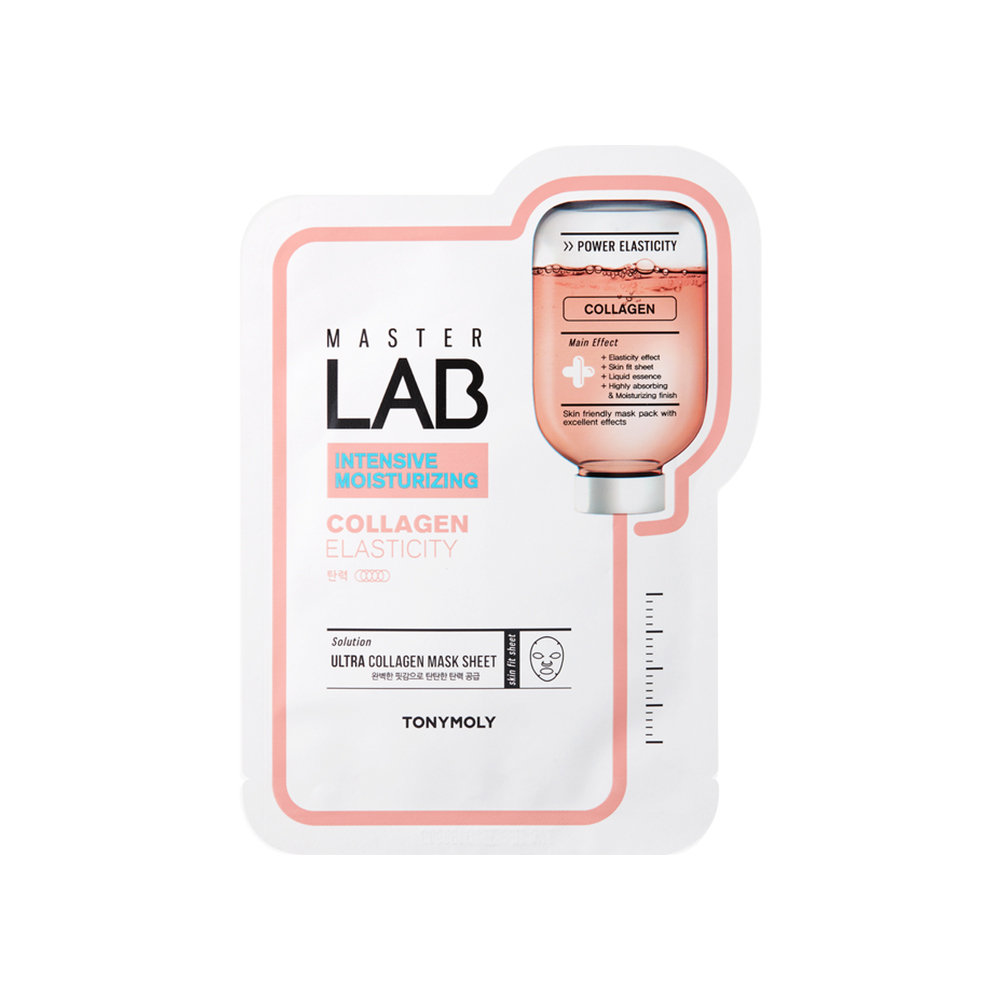 MASTER
LAB
INTENSIVE
MOISTURIZING
COLLAGEN
ELASTICITY
탄력
Solution
ULTRA COLLAGEN MASK SHEET
완벽한 핏감으로 탄탄한 탄력 공급
skin fit sheet
TONYMOLY
>> POWER ELASTICITY
COLLAGEN
Main Effect
+ Elasticity effect
+ Skin fit sheet
+ Liquid essence
+ Highly absorbing
& Moisturizing finish
Skin friendly mask pack with
excellent effects